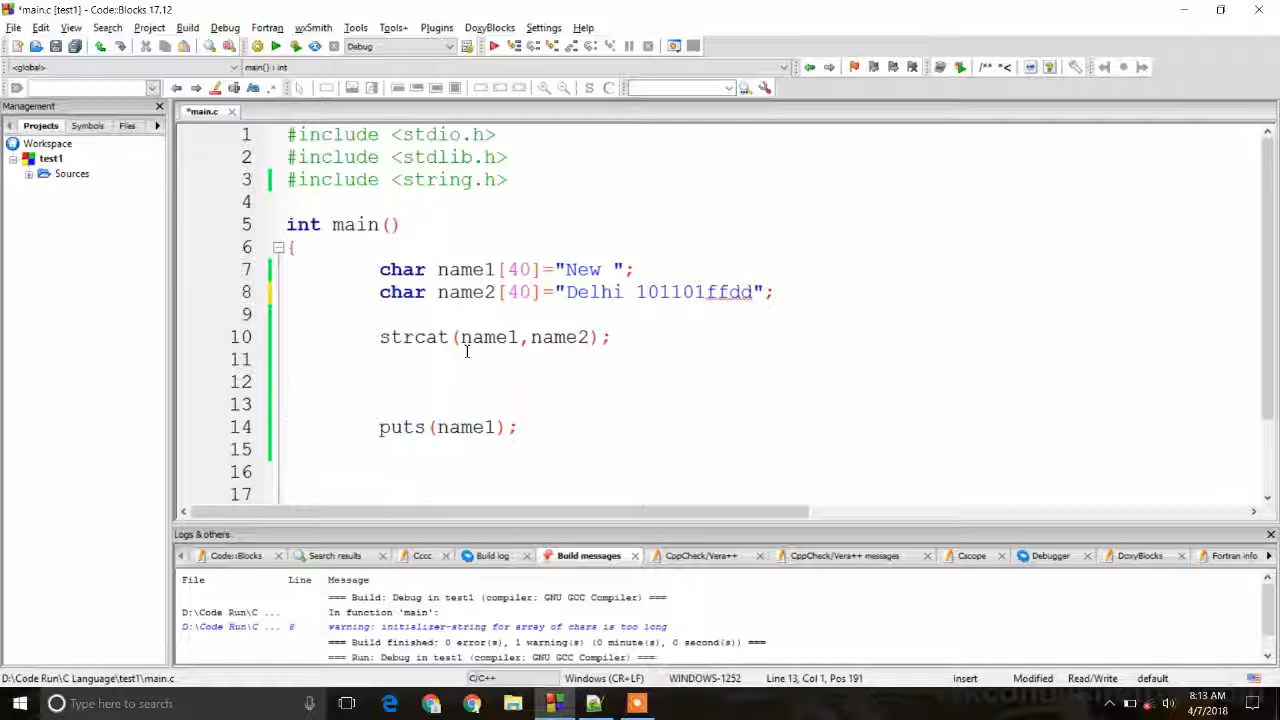 *main.c [test1] - Code::Blocks 17.12
File Edit View Search Project Build Debug Fortran wxSmith Tools Tools+ Plugins DoxyBlocks Settings Help
Debug
<global> main() : int
Management
*main.c
Projects Symbols Files
Workspace
test1
Sources
1 #include <stdio.h>
2 #include <stdlib.h>
3 #include <string.h>
4
5 int main()
6 {
7 char name1[40]="New ";
8 char name2[40]="Delhi 101101ffdd";
9
10 strcat(name1,name2);
11
12
13
14 puts(name1);
15
16
17
Logs & others
Code::Blocks Search results Cccc Build log Build messages CppCheck/Vera++ CppCheck/Vera++ messages Cscope Debugger DoxyBlocks Fortran info
File Line Message
=== Build: Debug in test1 (compiler: GNU GCC Compiler) ===
D:\Code Run\C ... In function 'main':
D:\Code Run\C ... 8 warning: initializer-string for array of chars is too long
=== Build finished: 0 error(s), 1 warning(s) (0 minute(s), 0 second(s)) ===
=== Run: Debug in test1 (compiler: GNU GCC Compiler) ===
D:\Code Run\C Language\test1\main.c C/C++ Windows (CR+LF) WINDOWS-1252 Line 13, Col 1, Pos 191 Insert Modified Read/Write default
Type here to search
8:13 AM
4/7/2018